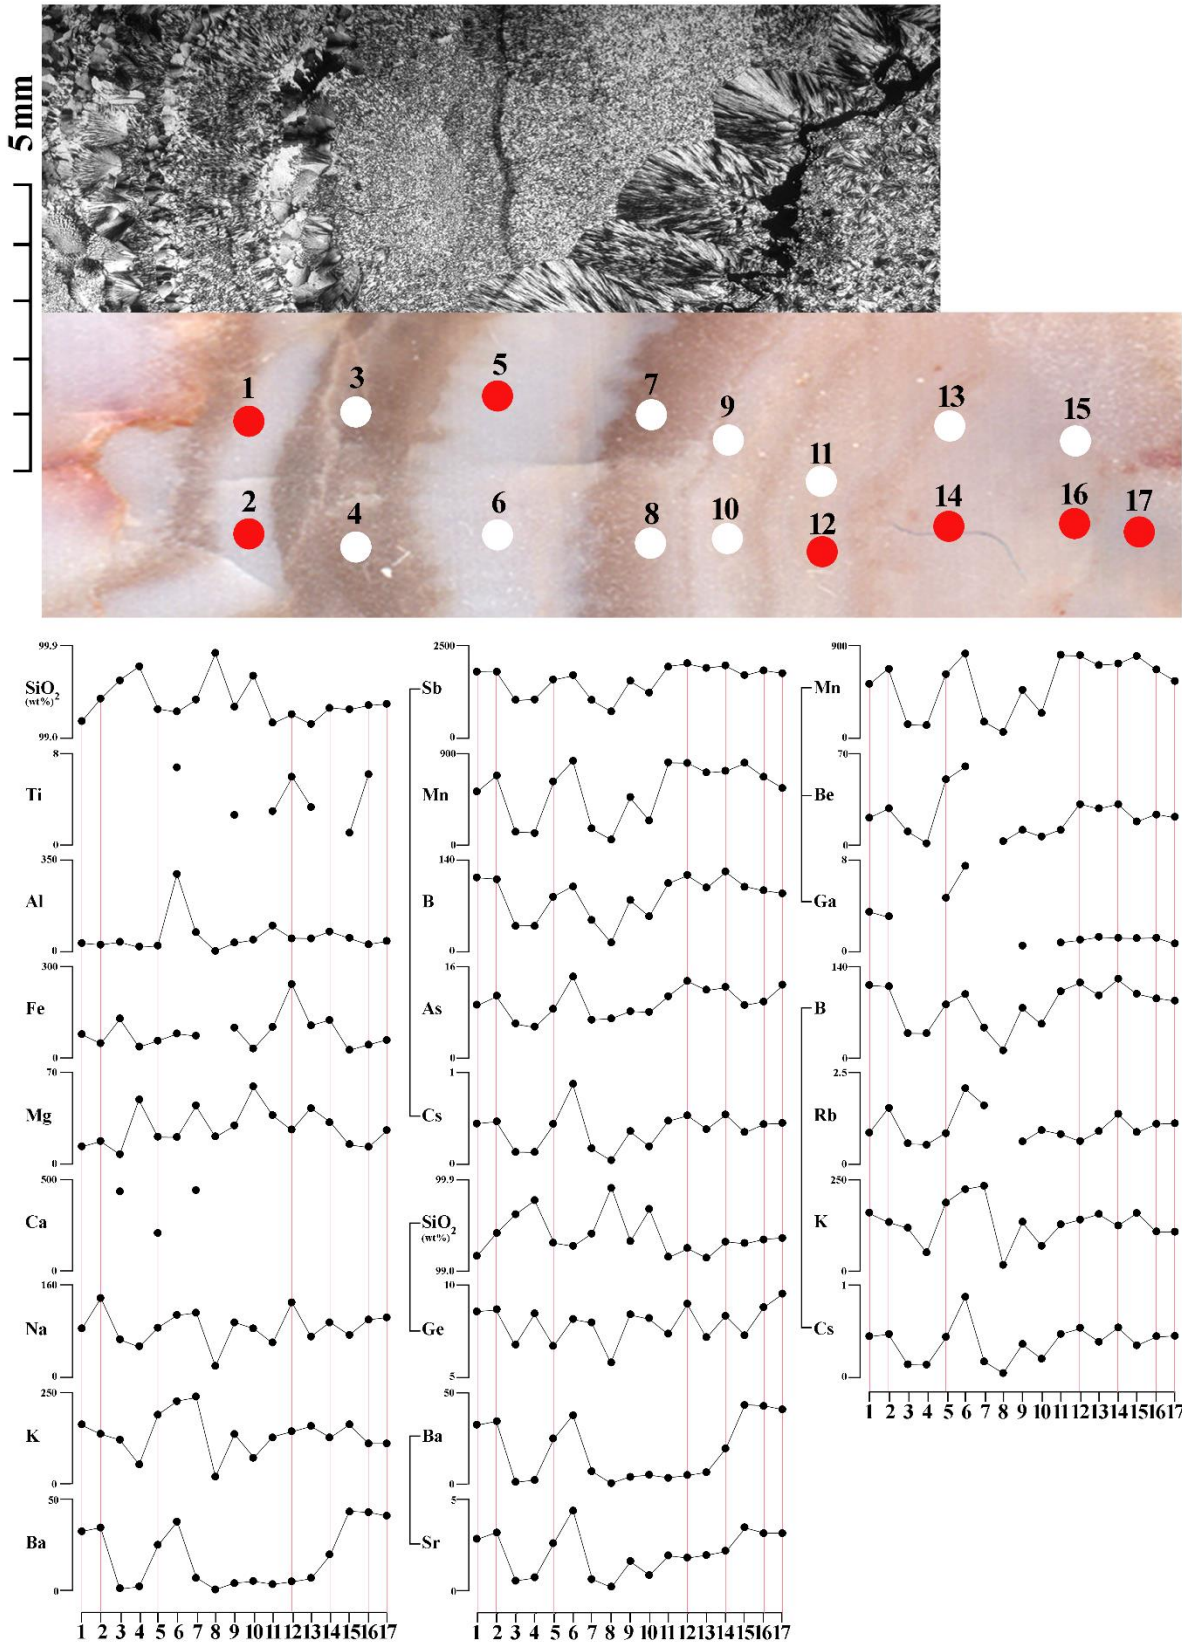 5 mm
1
3
5
7
9
11
13
15
2
4
6
8
10
12
14
16
17
99.9
SiO2
(wt%)
99.0
8
Ti
0
350
Al
0
300
Fe
0
70
Mg
0
500
Ca
0
160
Na
0
250
K
0
50
Ba
0
1 2 3 4 5 6 7 8 9 10 11 12 13 14 15 16 17
2500
Sb
0
900
Mn
0
140
B
0
16
As
0
1
Cs
0
99.9
SiO2
(wt%)
99.0
10
Ge
5
50
Ba
0
5
Sr
0
1 2 3 4 5 6 7 8 9 10 11 12 13 14 15 16 17
900
Mn
0
70
Be
0
8
Ga
0
140
B
0
2.5
Rb
0
250
K
0
1
Cs
0
1 2 3 4 5 6 7 8 9 10 11 12 13 14 15 16 17